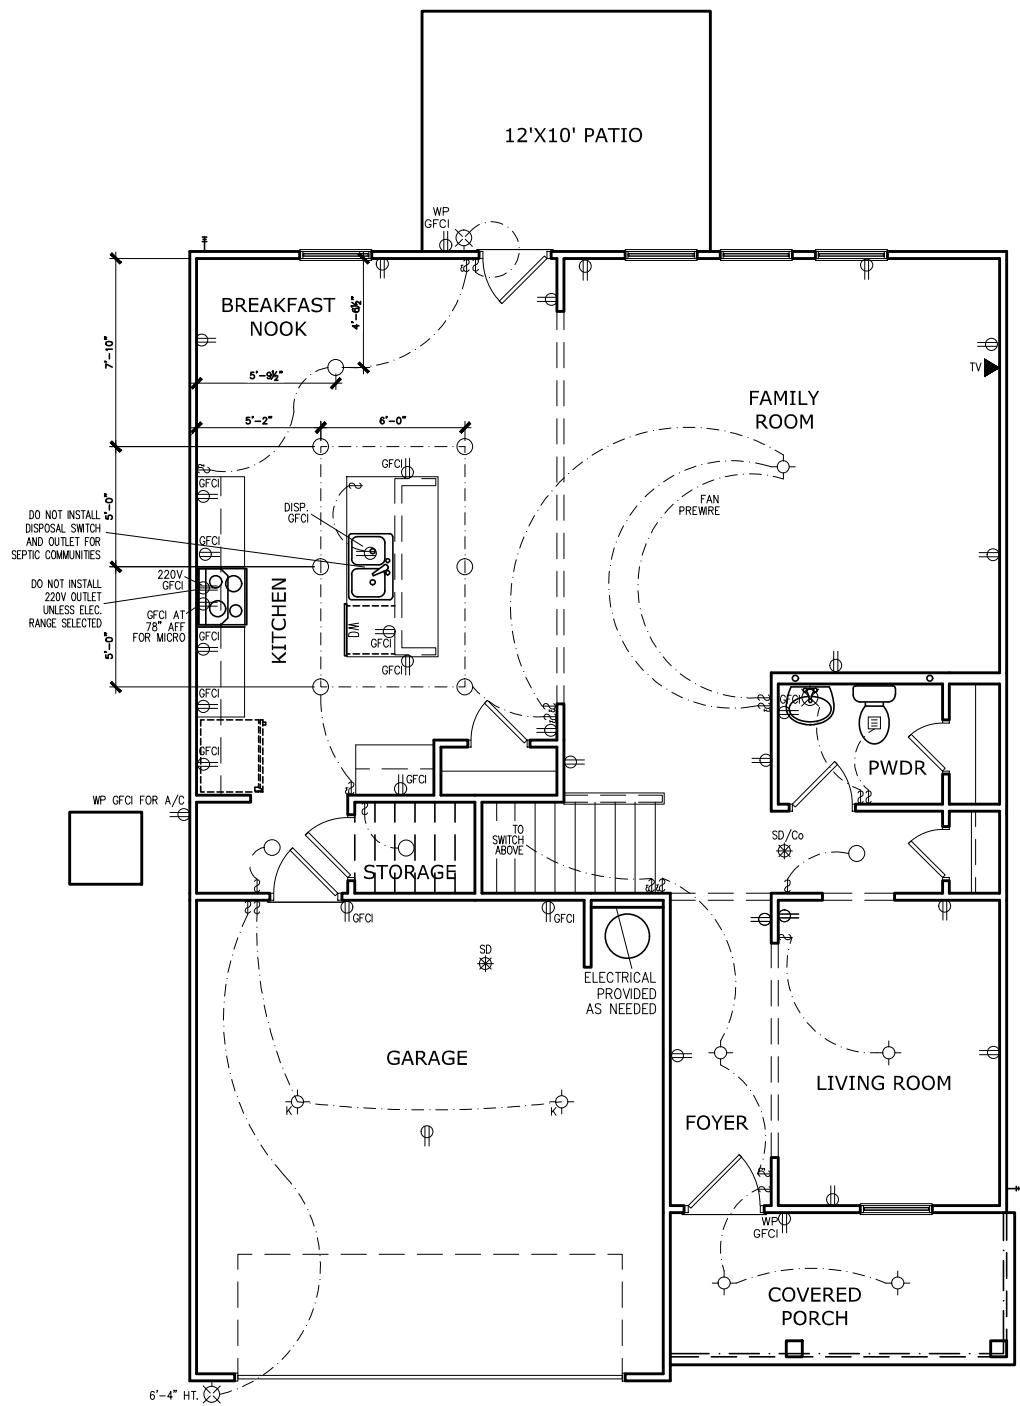 12'X10' PATIO
WP
GFCI
BREAKFAST
NOOK
4'-6½"
7'-10"
5'-9½"
5'-2"
6'-0"
TV
FAMILY
ROOM
FAN
PREWIRE
GFCI
GFCI
DISP.
GFCI
5'-0"
DO NOT INSTALL
DISPOSAL SWITCH
AND OUTLET FOR
SEPTIC COMMUNITIES
GFCI
220V
GFCI
DO NOT INSTALL
220V OUTLET
UNLESS ELEC.
RANGE SELECTED
GFCI AT
78" AFF
FOR MICRO
KITCHEN
DW
GFCI
GFCI
5'-0"
GFCI
GFCI
GFCI
GFCI
GFCI
PWDR
WP GFCI FOR A/C
TO
SWITCH
ABOVE
SD/Co
STORAGE
GFCI
GFCI
SD
ELECTRICAL
PROVIDED
AS NEEDED
GARAGE
K
K
LIVING ROOM
FOYER
WP
GFCI
COVERED
PORCH
6'-4" HT.